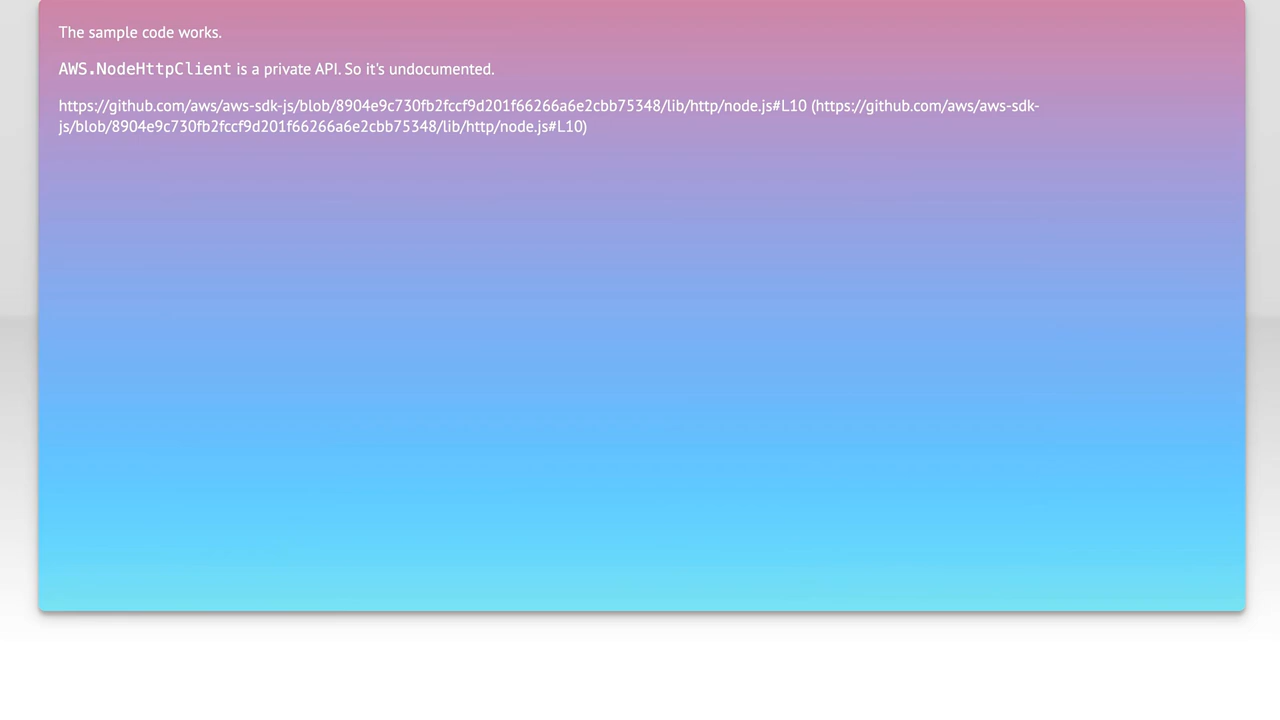 The sample code works.
AWS.NodeHttpClient is a private API. So it's undocumented.
https://github.com/aws/aws-sdk-js/blob/8904e9c730fb2fccf9d201f66266a6e2cbb75348/lib/http/node.js#L10 (https://github.com/aws/aws-sdk-
js/blob/8904e9c730fb2fccf9d201f66266a6e2cbb75348/lib/http/node.js#L10)